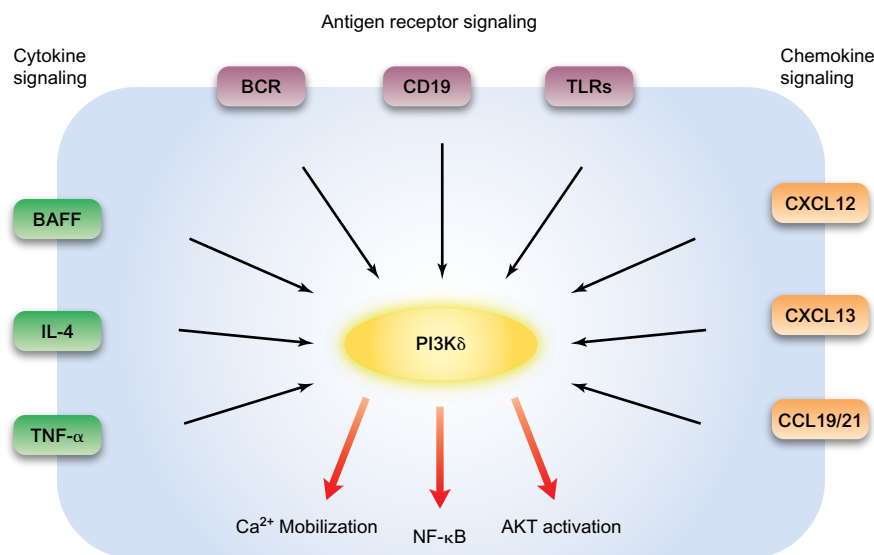 Antigen receptor signaling
Cytokine
signaling
Chemokine
signaling
BCR
CD19
TLRs
BAFF
CXCL12
IL-4
PI3Kδ
CXCL13
TNF-α
CCL19/21
Ca²⁺ Mobilization
NF-κB
AKT activation